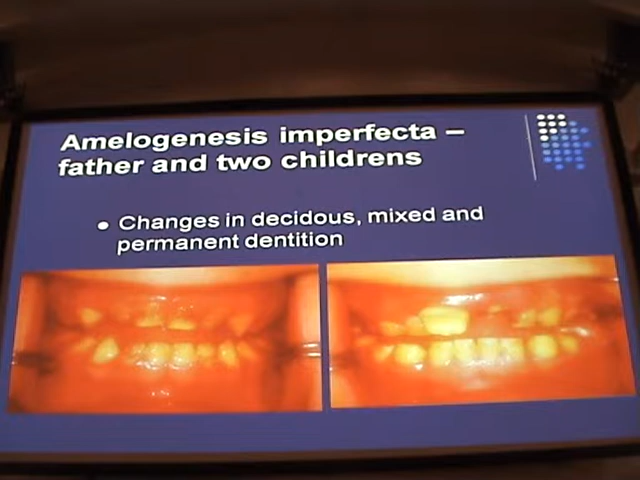 Amelogenesis imperfecta –
father and two childrens
• Changes in decidous, mixed and
permanent dentition